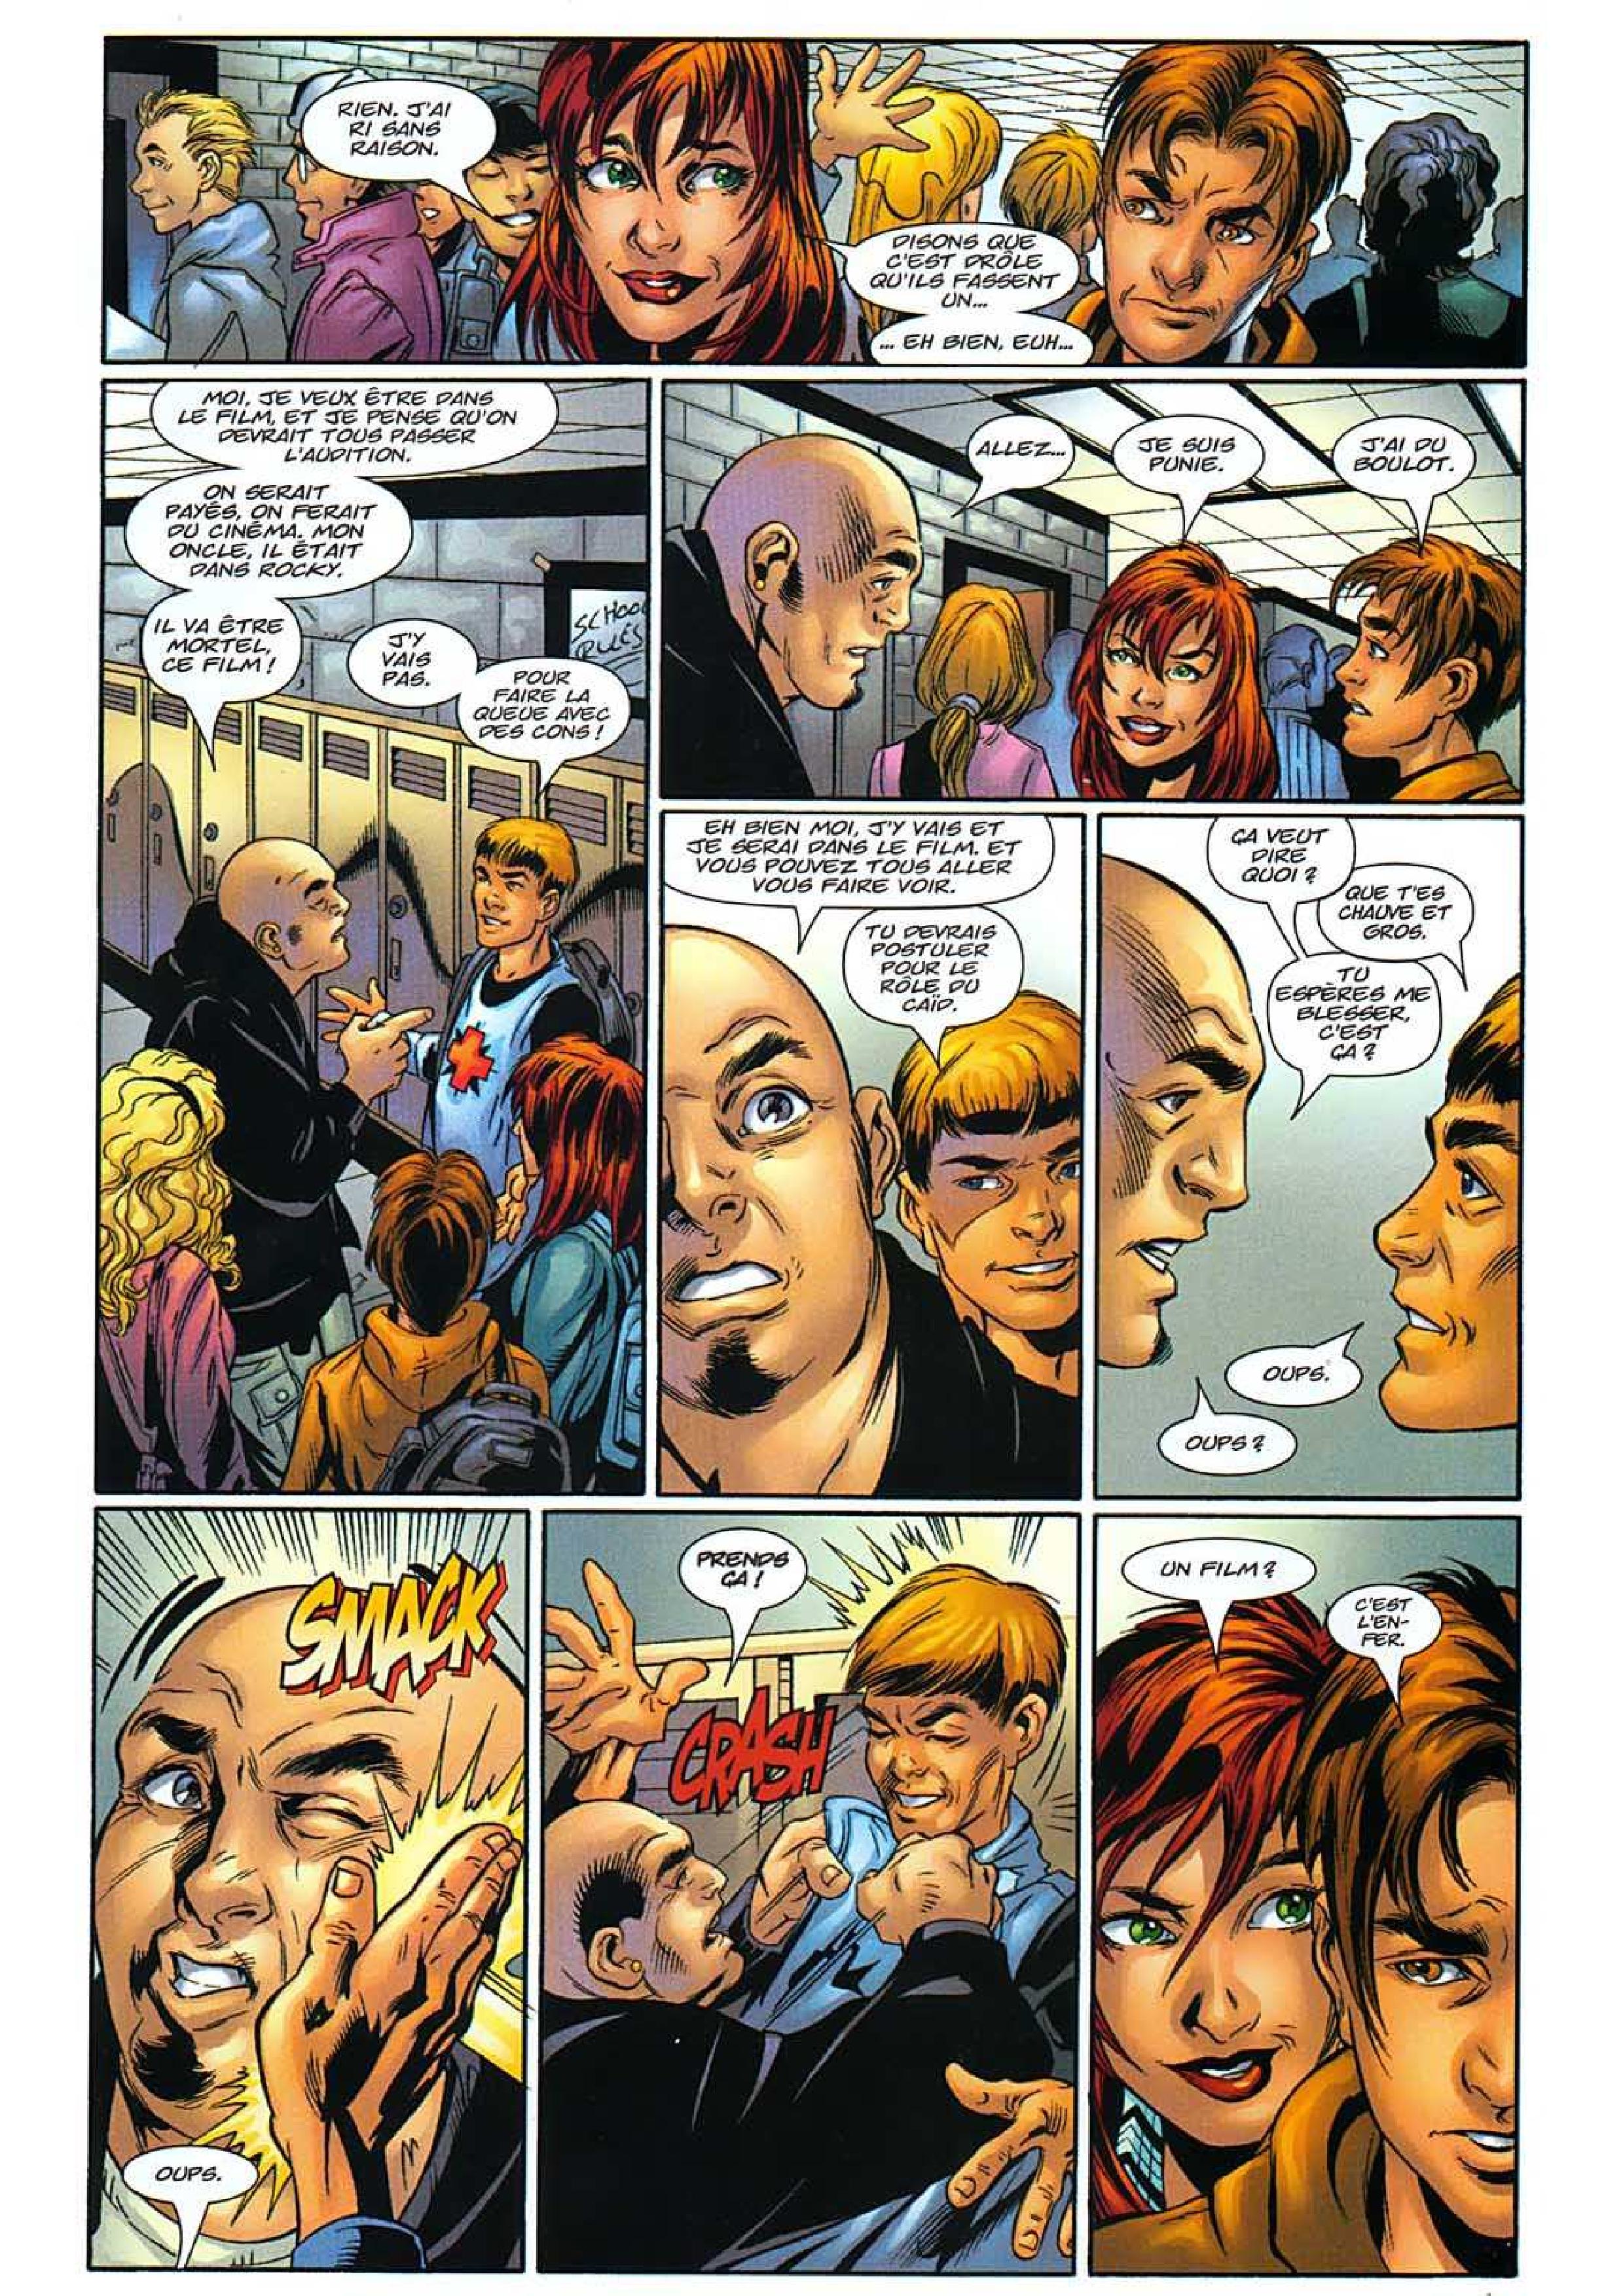 RIEN. J'AI
RI SANS
RAISON.
DISONS QUE
C'EST DRÔLE
QU'ILS FASSENT
UN...
... EH BIEN, EUH...
MOI, JE VEUX ÊTRE DANS
LE FILM, ET JE PENSE QU'ON
DEVRAIT TOUS PASSER
L'AUDITION.
ON SERAIT
PAYÉS, ON FERAIT
DU CINÉMA. MON
ONCLE, IL ÉTAIT
DANS ROCKY.
IL VA ÊTRE
MORTEL,
CE FILM !
J'Y
VAIS
PAS.
POUR
FAIRE LA
QUEUE AVEC
DES CONS !
SCHOOL
RULES
ALLEZ...
JE SUIS
PUNIE.
J'AI DU
BOULOT.
EH BIEN MOI, J'Y VAIS ET
JE SERAI DANS LE FILM. ET
VOUS POUVEZ TOUS ALLER
VOUS FAIRE VOIR.
TU DEVRAIS
POSTULER
POUR LE
RÔLE DU
CAÏD.
ÇA VEUT
DIRE
QUOI ?
QUE T'ES
CHAUVE ET
GROS.
TU
ESPÈRES ME
BLESSER,
C'EST
ÇA ?
OUPS.
OUPS ?
SMACK
OUPS.
PRENDS
ÇA !
CRASH
UN FILM ?
C'EST
L'EN-
FER.